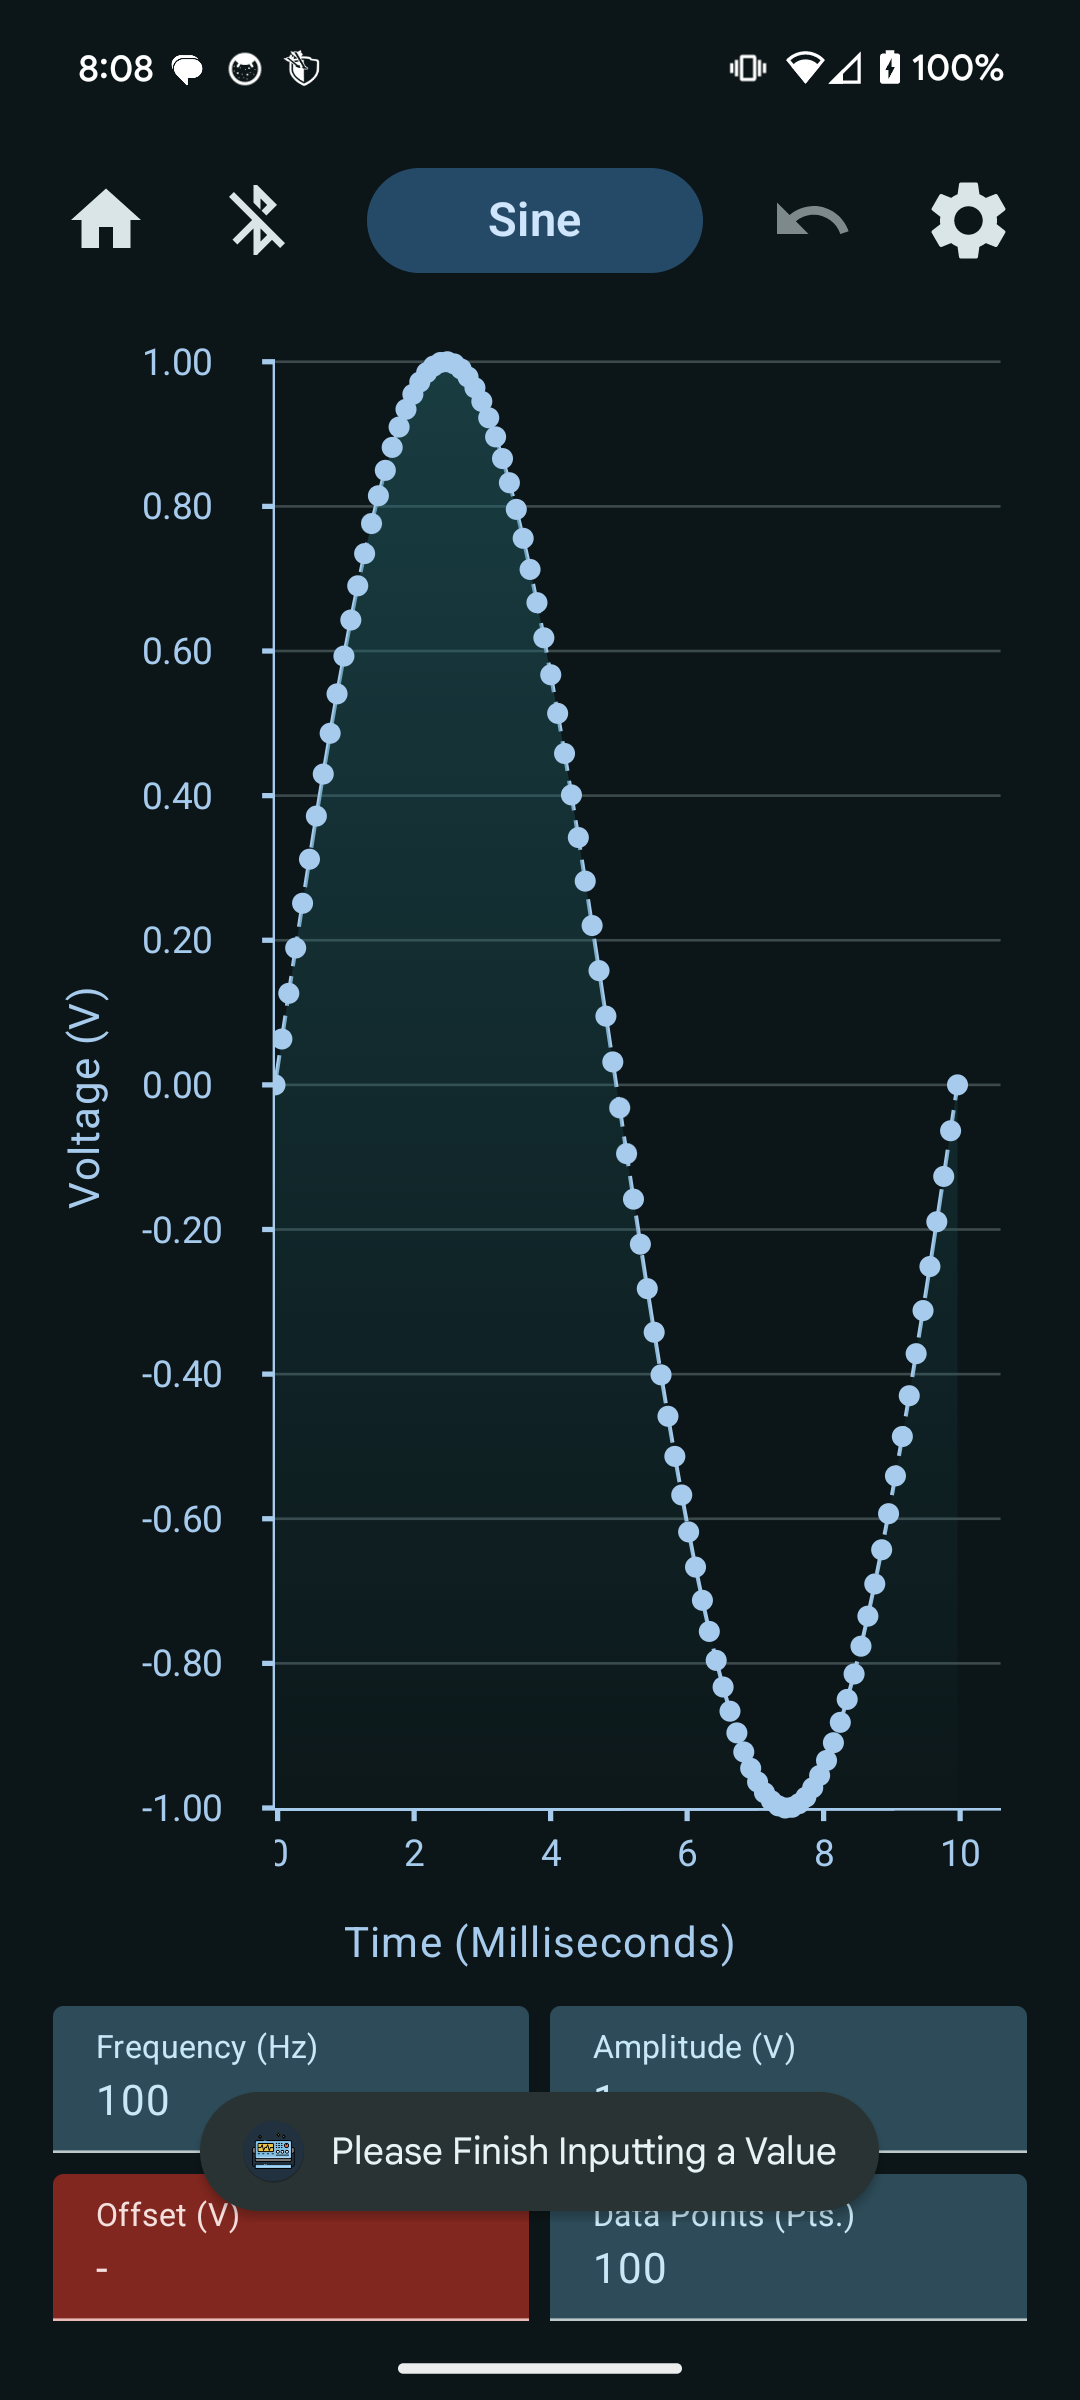 8:08 100%
Sine
1.00
0.80
0.60
0.40
0.20
0.00
-0.20
-0.40
-0.60
-0.80
-1.00
Voltage (V)
0 2 4 6 8 10
Time (Milliseconds)
Frequency (Hz) Amplitude (V)
100
Please Finish Inputting a Value
Offset (V) Data Points (Pts.)
- 100